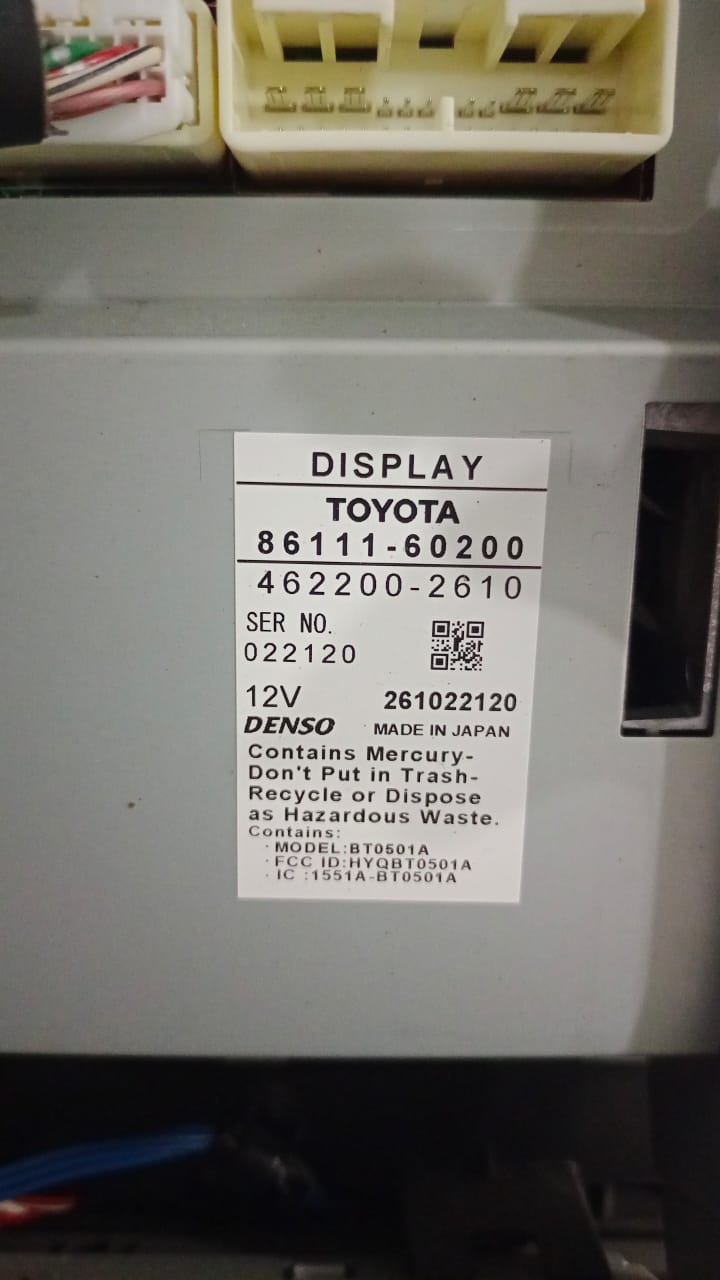 DISPLAY
TOYOTA
86111-60200
462200-2610
SER NO.
022120
12V 261022120
DENSO MADE IN JAPAN
Contains Mercury-
Don't Put in Trash-
Recycle or Dispose
as Hazardous Waste.
Contains:
· MODEL:BT0501A
· FCC ID:HYQBT0501A
· IC :1551A-BT0501A